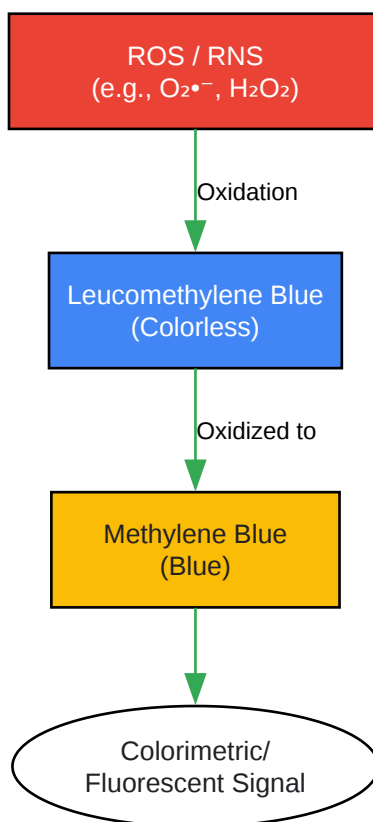 ROS / RNS
(e.g., O₂•⁻, H₂O₂)
Oxidation
Leucomethylene Blue
(Colorless)
Oxidized to
Methylene Blue
(Blue)
Colorimetric/
Fluorescent Signal